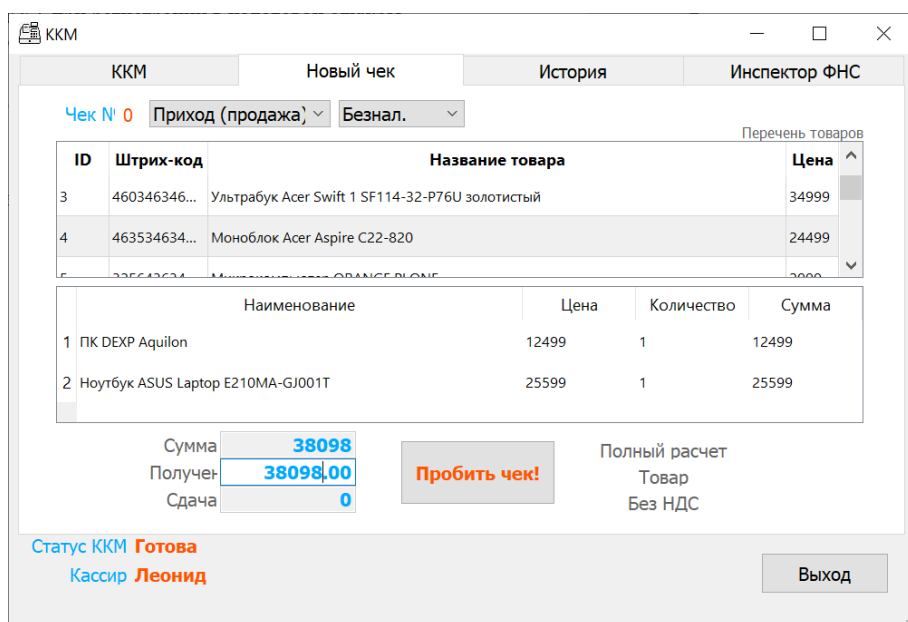 ККМ
ККМ Новый чек История Инспектор ФНС
Чек № 0 Приход (продажа) Безнал.
Перечень товаров
ID Штрих-код Название товара Цена
3 460346346... Ультрабук Acer Swift 1 SF114-32-P76U золотистый 34999
4 463534634... Моноблок Acer Aspire C22-820 24499
Наименование Цена Количество Сумма
1 ПК DEXP Aquilon 12499 1 12499
2 Ноутбук ASUS Laptop E210MA-GJ001T 25599 1 25599
Сумма 38098
Получен 38098,00
Сдача 0
Пробить чек!
Полный расчет
Товар
Без НДС
Статус ККМ Готова
Кассир Леонид
Выход